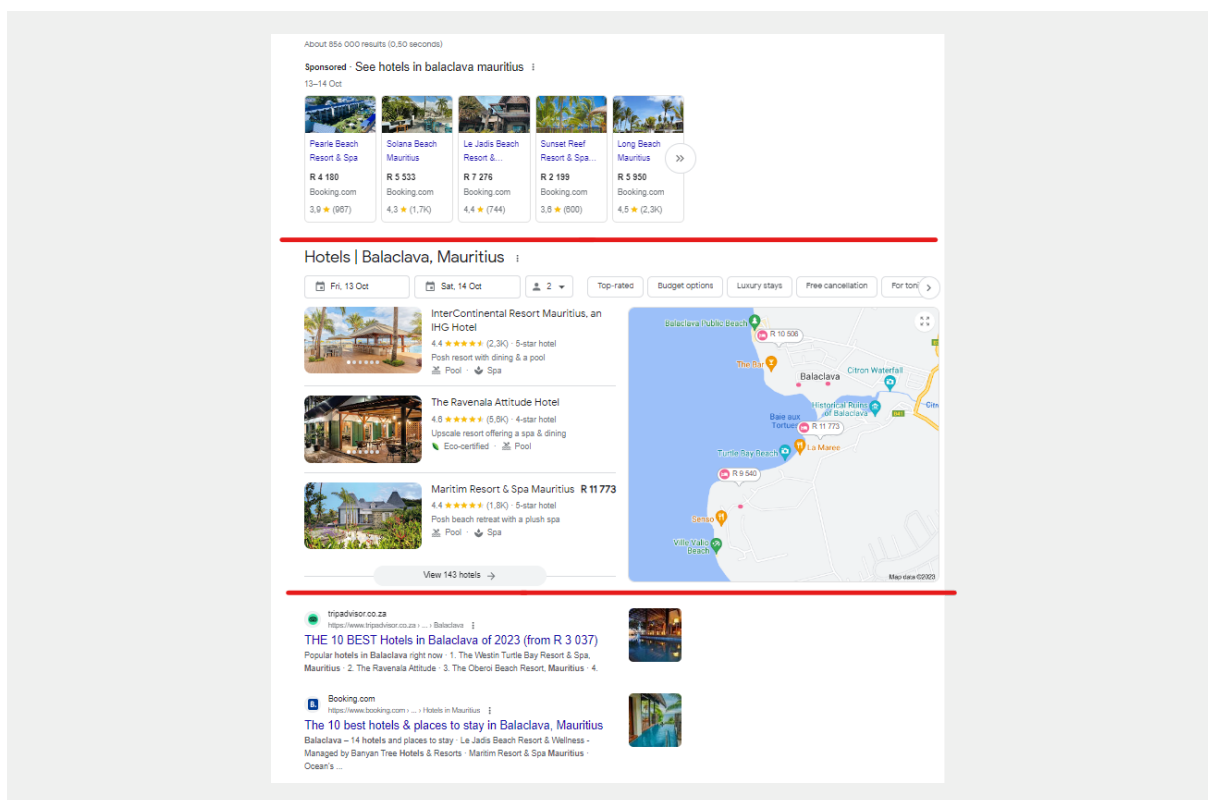 About 856 000 results (0,50 seconds)
Sponsored · See hotels in balaclava mauritius
13–14 Oct
Pearle Beach Resort & Spa
R 4 180
Booking.com
3,9 ★ (967)
Solana Beach Mauritius
R 5 533
Booking.com
4,3 ★ (1,7K)
Le Jadis Beach Resort &...
R 7 276
Booking.com
4,4 ★ (744)
Sunset Reef Resort & Spa...
R 2 199
Booking.com
3,6 ★ (600)
Long Beach Mauritius
R 5 950
Booking.com
4,5 ★ (2,3K)
Hotels | Balaclava, Mauritius
Fri, 13 Oct
Sat, 14 Oct
2
Top-rated
Budget options
Luxury stays
Free cancellation
For toni
InterContinental Resort Mauritius, an
IHG Hotel
4.4 ★★★★★ (2,3K) · 5-star hotel
Posh resort with dining & a pool
Pool · Spa
The Ravenala Attitude Hotel
4.6 ★★★★★ (5,6K) · 4-star hotel
Upscale resort offering a spa & dining
Eco-certified · Pool
Maritim Resort & Spa Mauritius R 11 773
4.4 ★★★★★ (1,8K) · 5-star hotel
Posh beach retreat with a plush spa
Pool · Spa
View 143 hotels →
Balaclava Public Beach
R 10 506
The Bar
Balaclava
Citron Waterfall
Historical Ruins
of Balaclava
Citr
Baie aux
Tortues
R 11 773
La Maree
Turtle Bay Beach
R 9 540
Senso
Ville Valio
Beach
Map data ©2023
tripadvisor.co.za
https://www.tripadvisor.co.za › ... › Balaclava
THE 10 BEST Hotels in Balaclava of 2023 (from R 3 037)
Popular hotels in Balaclava right now · 1. The Westin Turtle Bay Resort & Spa,
Mauritius · 2. The Ravenala Attitude · 3. The Oberoi Beach Resort, Mauritius · 4.
B.
Booking.com
https://www.booking.com › ... › Hotels in Mauritius
The 10 best hotels & places to stay in Balaclava, Mauritius
Balaclava – 14 hotels and places to stay · Le Jadis Beach Resort & Wellness -
Managed by Banyan Tree Hotels & Resorts · Maritim Resort & Spa Mauritius ·
Ocean's ...